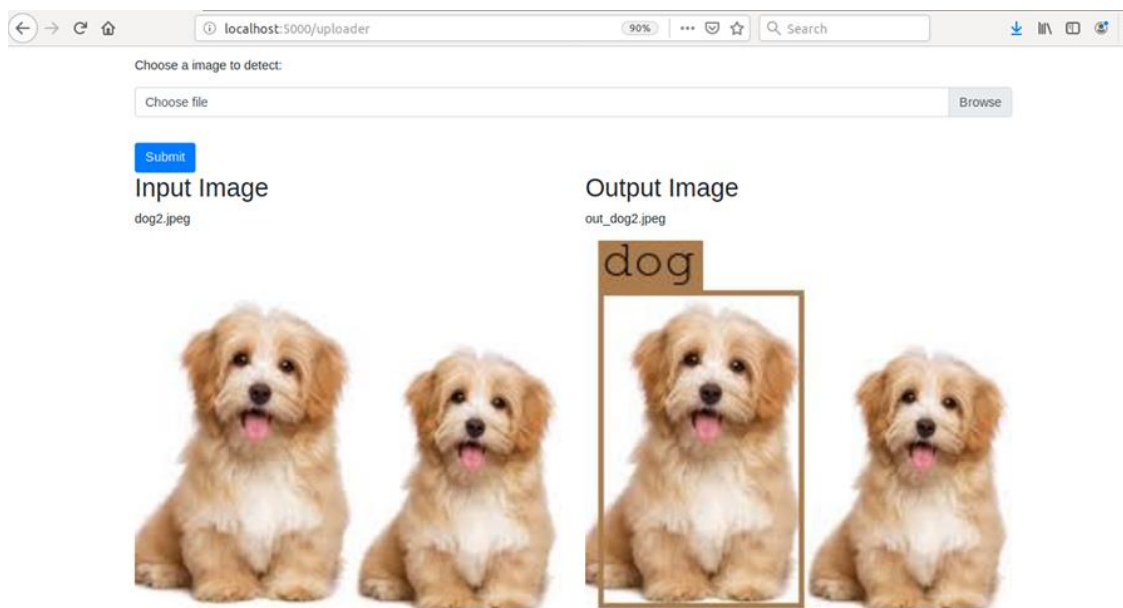 localhost:5000/uploader
90%
Search
Choose a image to detect:
Choose file
Browse
Submit
Input Image
Output Image
dog2.jpeg
out_dog2.jpeg
dog